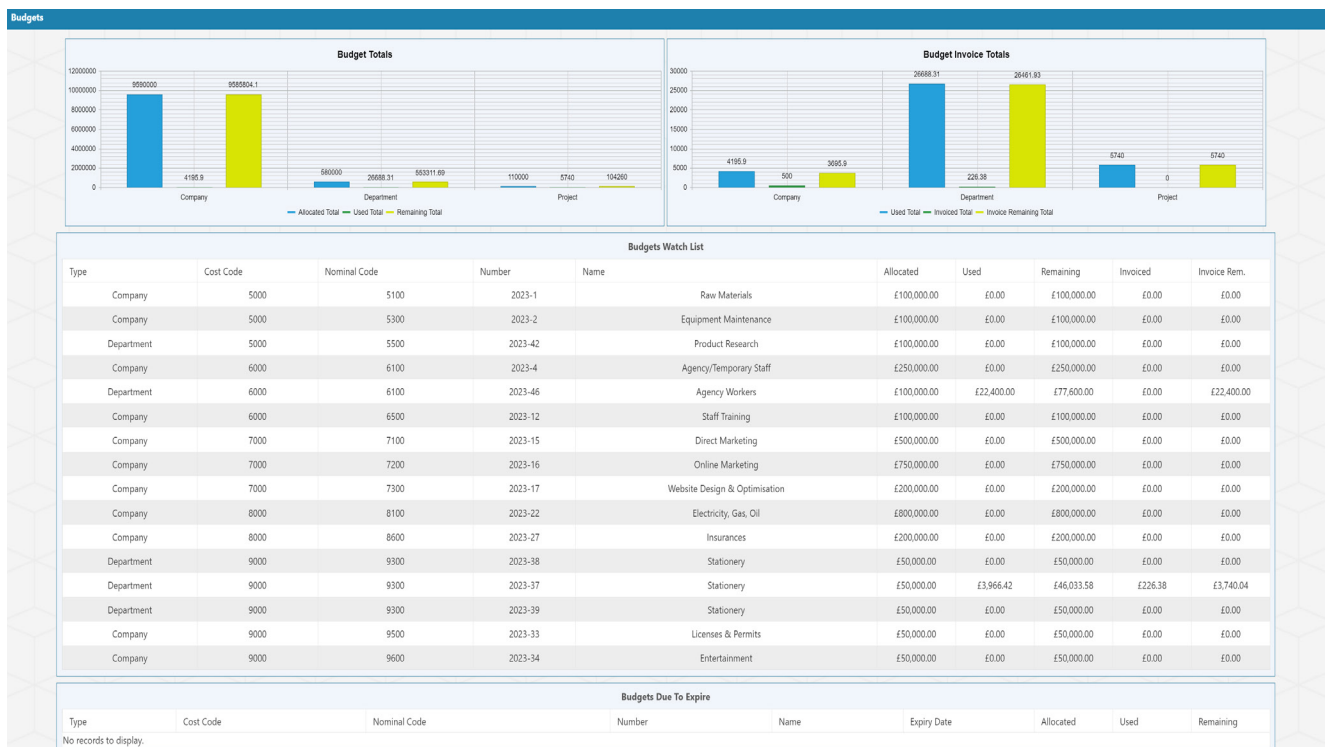 Budgets
Budget Totals
12000000
10000000
8000000
6000000
4000000
2000000
0
9590000 4195.9 9585804.1
580000 26688.31 553311.69
110000 5740 104260
Company Department Project
Allocated Total Used Total Remaining Total
Budget Invoice Totals
30000
25000
20000
15000
10000
5000
0
4195.9 500 3695.9
26688.31 226.38 26461.93
5740 0 5740
Company Department Project
Used Total Invoiced Total Invoice Remaining Total
Budgets Watch List
Type Cost Code Nominal Code Number Name Allocated Used Remaining Invoiced Invoice Rem.
Company 5000 5100 2023-1 Raw Materials £100,000.00 £0.00 £100,000.00 £0.00 £0.00
Company 5000 5300 2023-2 Equipment Maintenance £100,000.00 £0.00 £100,000.00 £0.00 £0.00
Department 5000 5500 2023-42 Product Research £100,000.00 £0.00 £100,000.00 £0.00 £0.00
Company 6000 6100 2023-4 Agency/Temporary Staff £250,000.00 £0.00 £250,000.00 £0.00 £0.00
Department 6000 6100 2023-46 Agency Workers £100,000.00 £22,400.00 £77,600.00 £0.00 £22,400.00
Company 6000 6500 2023-12 Staff Training £100,000.00 £0.00 £100,000.00 £0.00 £0.00
Company 7000 7100 2023-15 Direct Marketing £500,000.00 £0.00 £500,000.00 £0.00 £0.00
Company 7000 7200 2023-16 Online Marketing £750,000.00 £0.00 £750,000.00 £0.00 £0.00
Company 7000 7300 2023-17 Website Design & Optimisation £200,000.00 £0.00 £200,000.00 £0.00 £0.00
Company 8000 8100 2023-22 Electricity, Gas, Oil £800,000.00 £0.00 £800,000.00 £0.00 £0.00
Company 8000 8600 2023-27 Insurances £200,000.00 £0.00 £200,000.00 £0.00 £0.00
Department 9000 9300 2023-38 Stationery £50,000.00 £0.00 £50,000.00 £0.00 £0.00
Department 9000 9300 2023-37 Stationery £50,000.00 £3,966.42 £46,033.58 £226.38 £3,740.04
Department 9000 9300 2023-39 Stationery £50,000.00 £0.00 £50,000.00 £0.00 £0.00
Company 9000 9500 2023-33 Licenses & Permits £50,000.00 £0.00 £50,000.00 £0.00 £0.00
Company 9000 9600 2023-34 Entertainment £50,000.00 £0.00 £50,000.00 £0.00 £0.00
Budgets Due To Expire
Type Cost Code Nominal Code Number Name Expiry Date Allocated Used Remaining
No records to display.